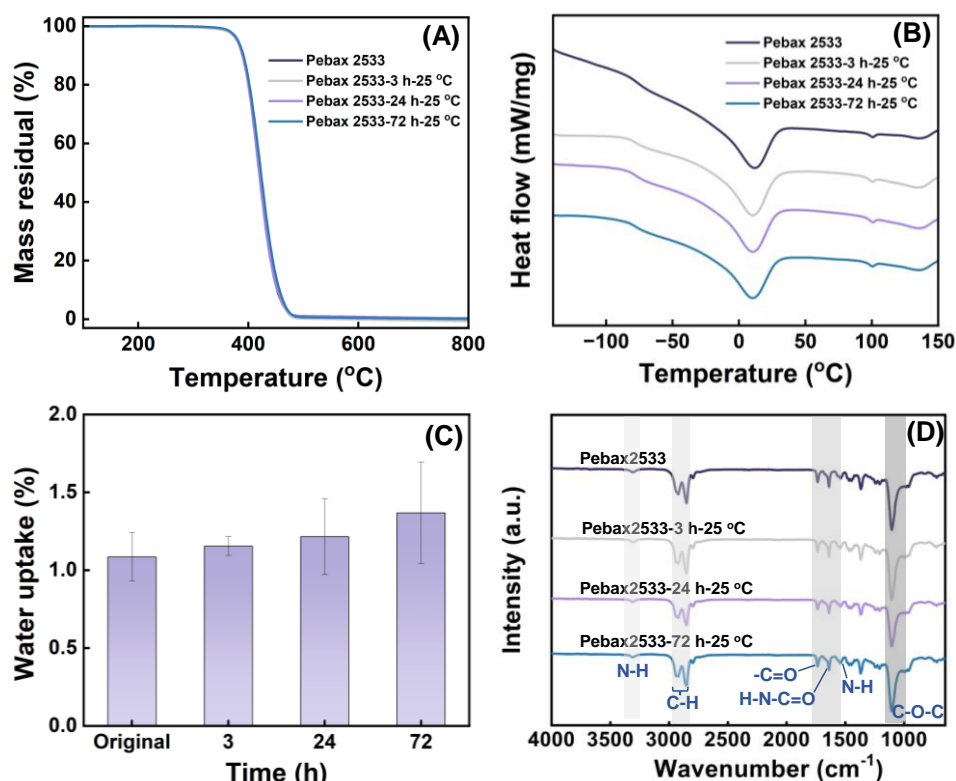 (A)
Mass residual (%)
100
80
60
40
20
0
Pebax 2533
Pebax 2533-3 h-25 °C
Pebax 2533-24 h-25 °C
Pebax 2533-72 h-25 °C
200
400
600
800
Temperature (°C)
(B)
Heat flow (mW/mg)
Pebax 2533
Pebax 2533-3 h-25 °C
Pebax 2533-24 h-25 °C
Pebax 2533-72 h-25 °C
−100
−50
0
50
100
150
Temperature (°C)
(C)
Water uptake (%)
2.0
1.5
1.0
0.5
0.0
Original
3
24
72
Time (h)
(D)
Intensity (a.u.)
Pebax2533
Pebax2533-3 h-25 °C
Pebax2533-24 h-25 °C
Pebax2533-72 h-25 °C
N-H
C-H
-C=O
H-N-C=O
N-H
C-O-C
4000
3500
3000
2500
2000
1500
1000
Wavenumber (cm⁻¹)